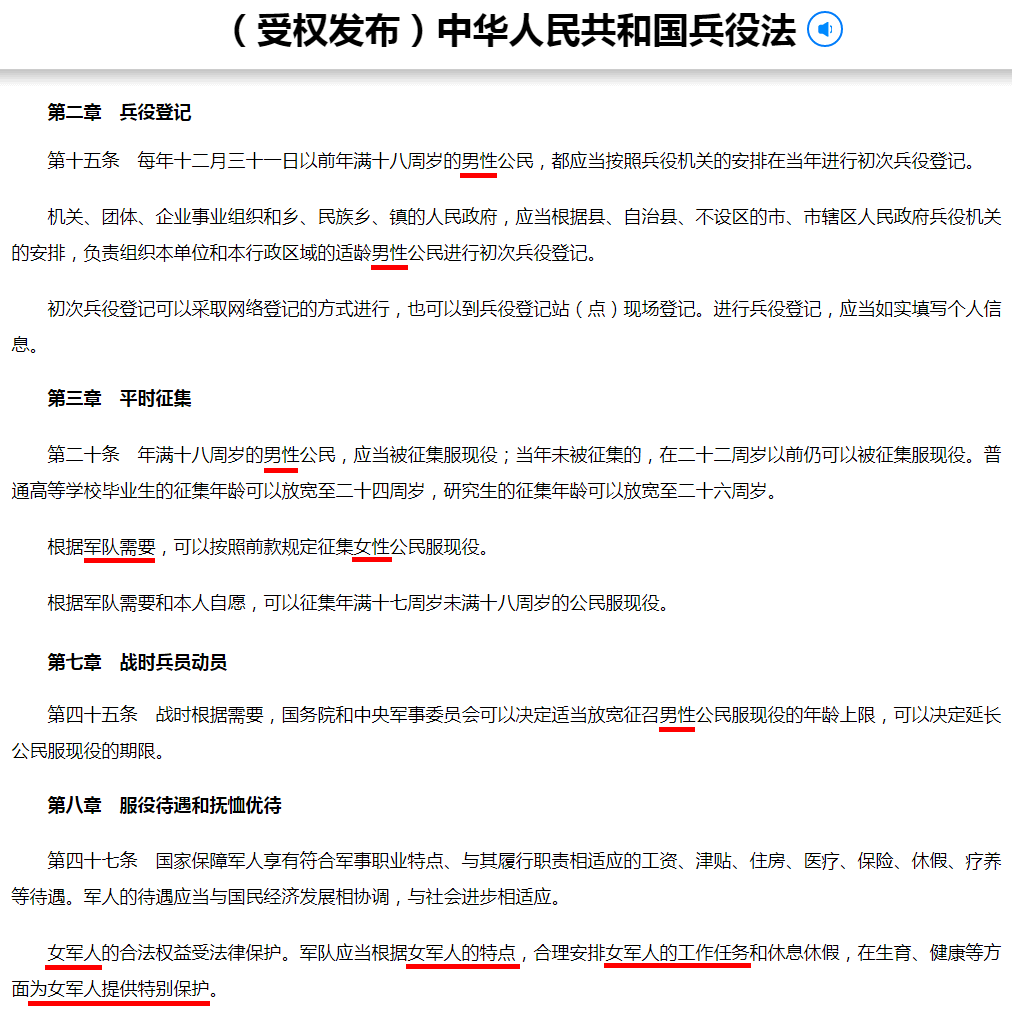 （受权发布）中华人民共和国兵役法
第二章　兵役登记
第十五条　每年十二月三十一日以前年满十八周岁的男性公民，都应当按照兵役机关的安排在当年进行初次兵役登记。
机关、团体、企业事业组织和乡、民族乡、镇的人民政府，应当根据县、自治县、不设区的市、市辖区人民政府兵役机关
的安排，负责组织本单位和本行政区域的适龄男性公民进行初次兵役登记。
初次兵役登记可以采取网络登记的方式进行，也可以到兵役登记站（点）现场登记。进行兵役登记，应当如实填写个人信
息。
第三章　平时征集
第二十条　年满十八周岁的男性公民，应当被征集服现役；当年未被征集的，在二十二周岁以前仍可以被征集服现役。普
通高等学校毕业生的征集年龄可以放宽至二十四周岁，研究生的征集年龄可以放宽至二十六周岁。
根据军队需要，可以按照前款规定征集女性公民服现役。
根据军队需要和本人自愿，可以征集年满十七周岁未满十八周岁的公民服现役。
第七章　战时兵员动员
第四十五条　战时根据需要，国务院和中央军事委员会可以决定适当放宽征召男性公民服现役的年龄上限，可以决定延长
公民服现役的期限。
第八章　服役待遇和抚恤优待
第四十七条　国家保障军人享有符合军事职业特点、与其履行职责相适应的工资、津贴、住房、医疗、保险、休假、疗养
等待遇。军人的待遇应当与国民经济发展相协调，与社会进步相适应。
女军人的合法权益受法律保护。军队应当根据女军人的特点，合理安排女军人的工作任务和休息休假，在生育、健康等方
面为女军人提供特别保护。